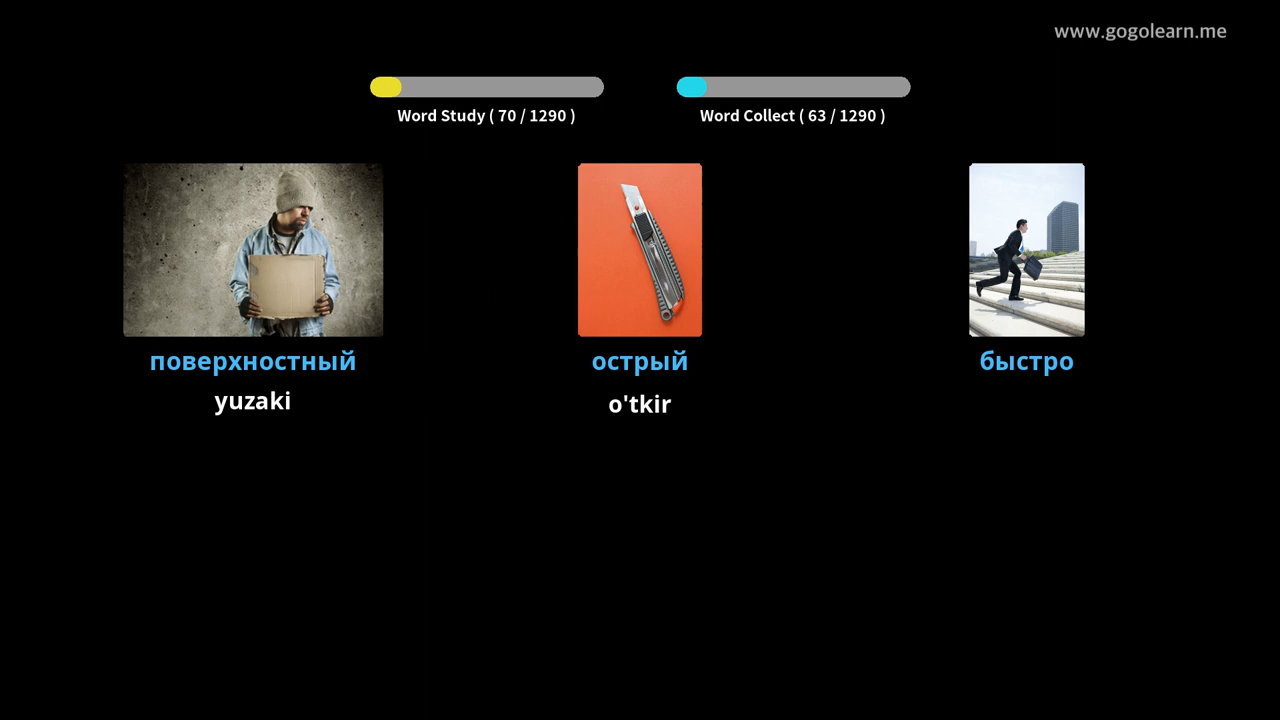 www.gogolearn.me
Word Study ( 70 / 1290 )
Word Collect ( 63 / 1290 )
поверхностный
yuzaki
острый
o'tkir
быстро